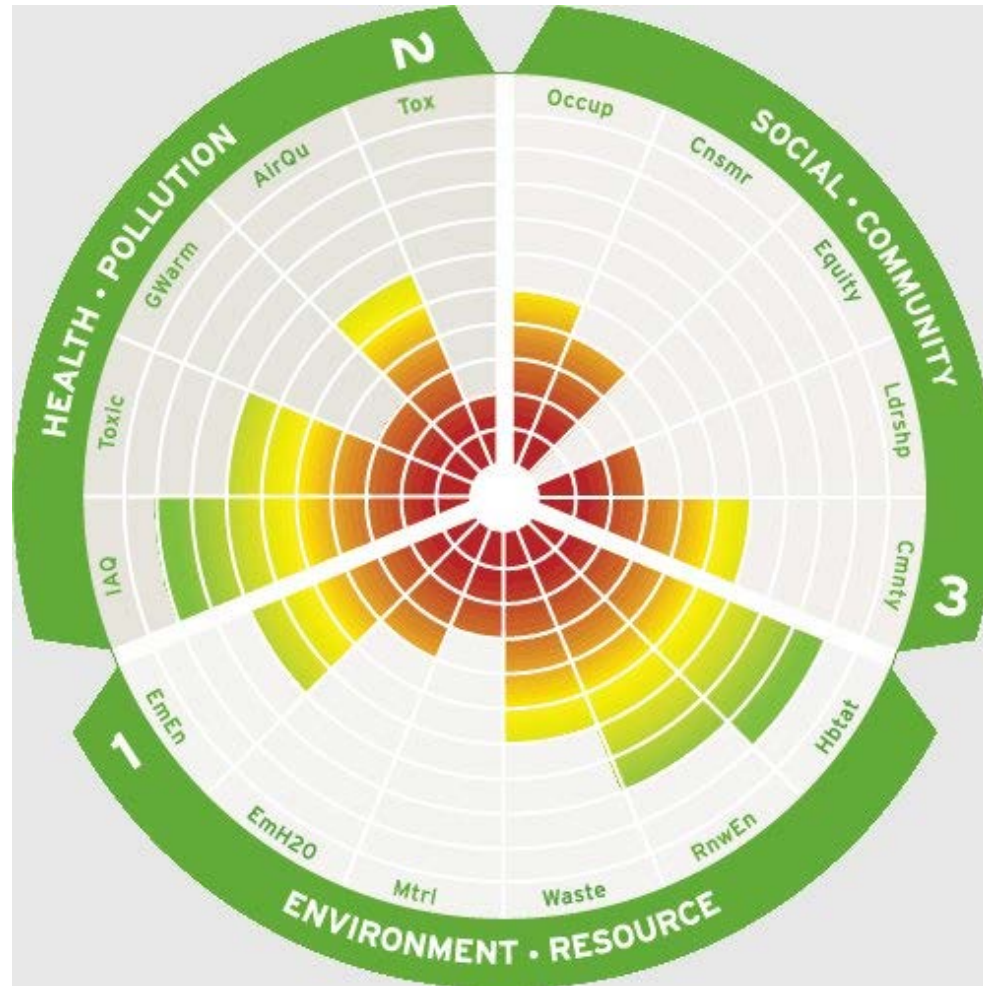 2
HEALTH · POLLUTION
IAQ
Toxic
GWarm
AirQu
Tox
SOCIAL · COMMUNITY
3
Occup
Cnsmr
Equity
Ldrshp
Cmnty
1
ENVIRONMENT · RESOURCE
EmEn
EmH2O
Mtrl
Waste
RnwEn
Hbtat